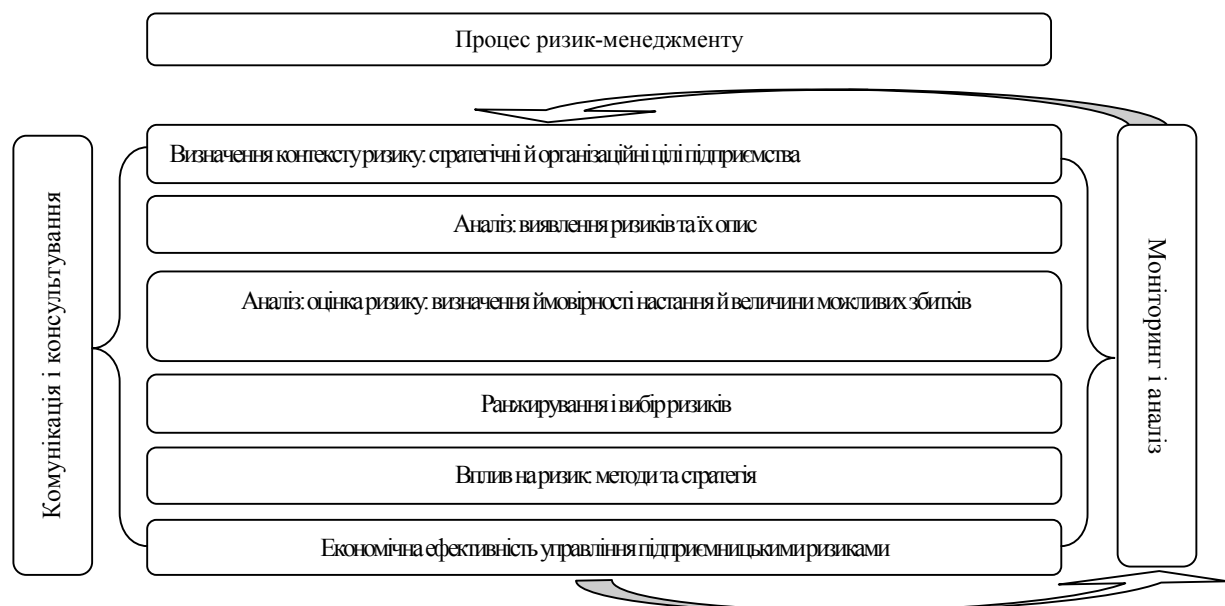 Процес ризик-менеджменту
Комунікація і консультування
Визначення контексту ризику: стратегічні й організаційні цілі підприємства
Аналіз: виявлення ризиків та їх опис
Аналіз: оцінка ризику: визначення ймовірності настання й величини можливих збитків
Ранжирування і вибір ризиків
Вплив на ризик: методи та стратегія
Економічна ефективність управління підприємницькими ризиками
Моніторинг і аналіз